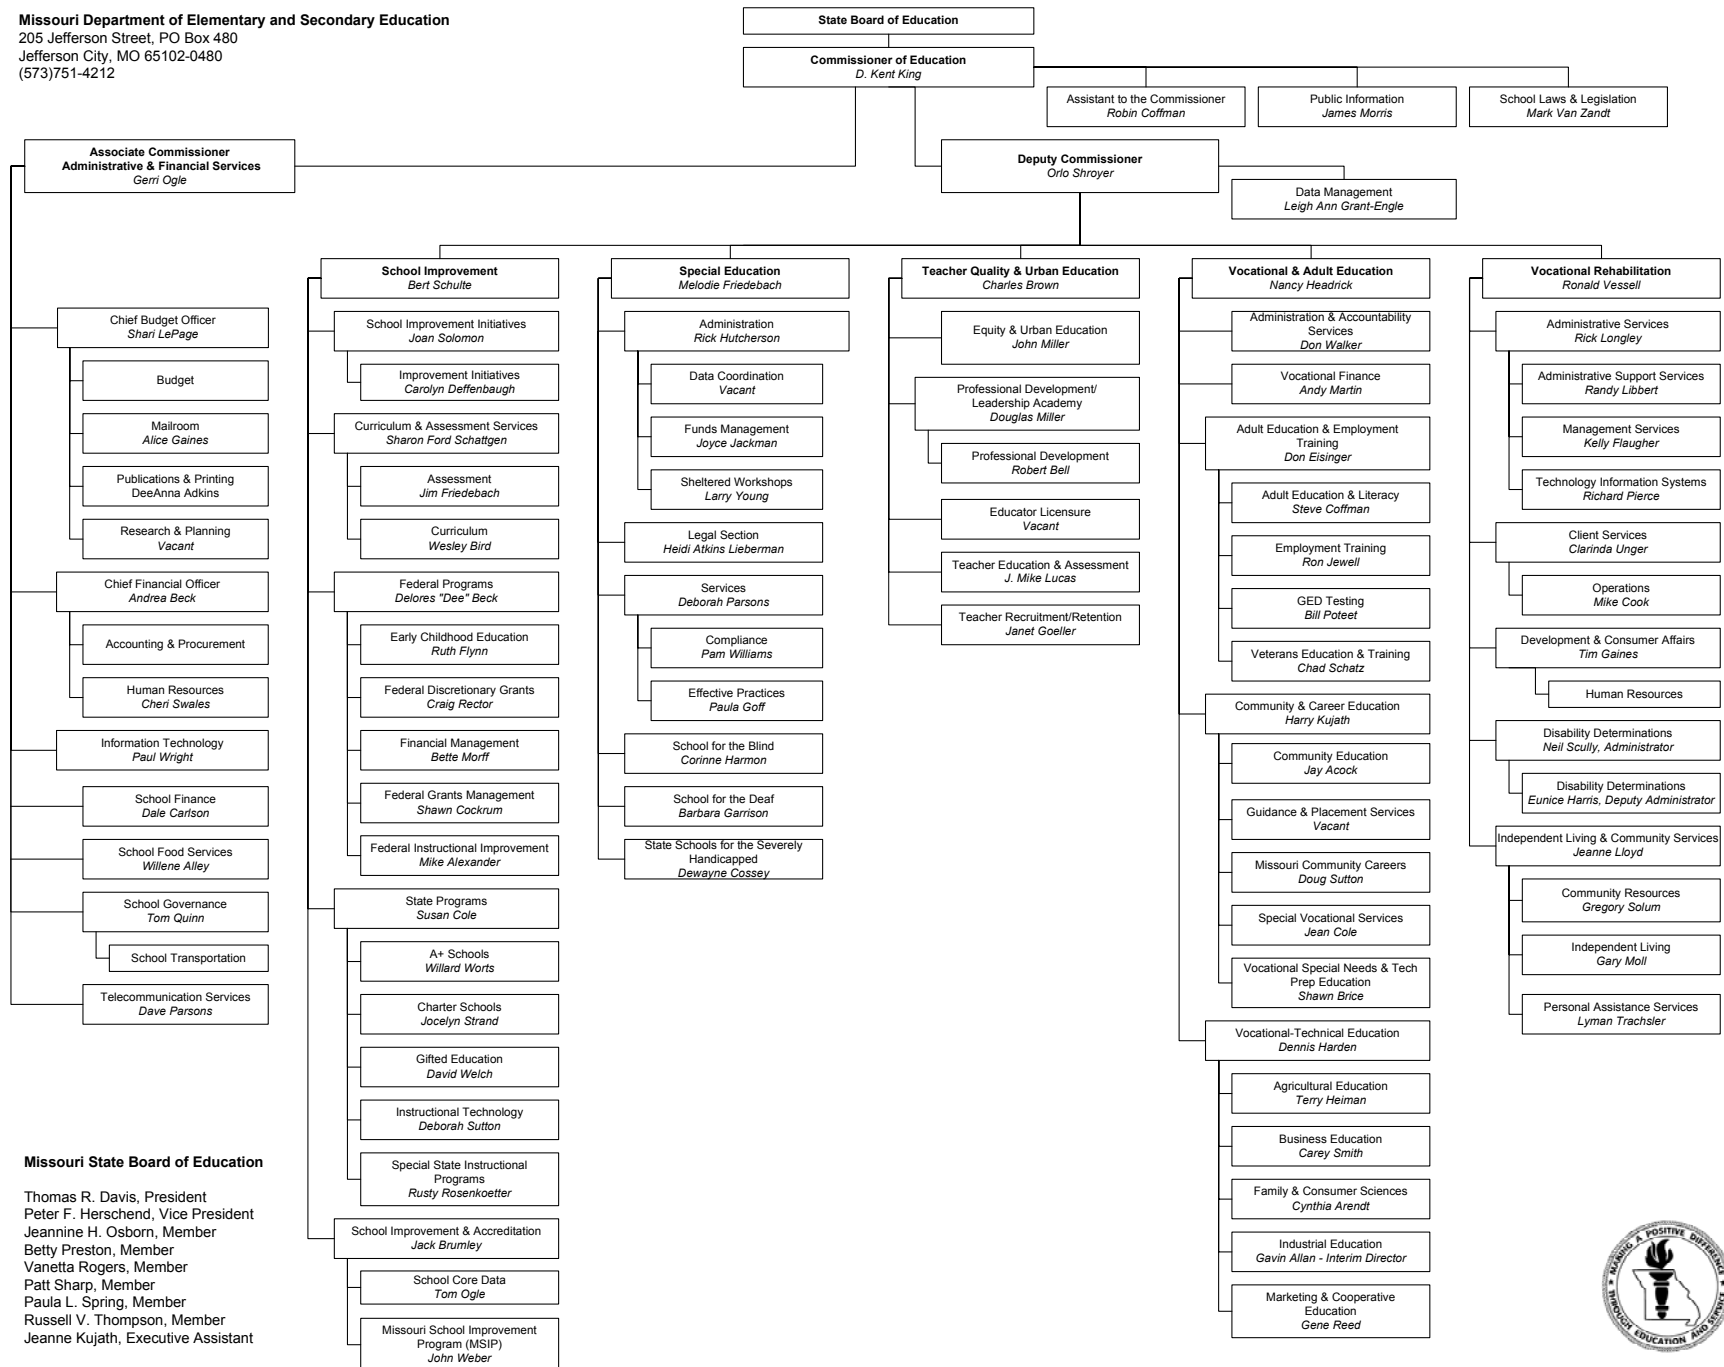 Missouri Department of Elementary and Secondary Education
205 Jefferson Street, PO Box 480
Jefferson City, MO 65102-0480
(573)751-4212
State Board of Education
Commissioner of Education
D. Kent King
Assistant to the Commissioner
Robin Coffman
Public Information
James Morris
School Laws & Legislation
Mark Van Zandt
Associate Commissioner
Administrative & Financial Services
Gerri Ogle
Deputy Commissioner
Orlo Shroyer
Data Management
Leigh Ann Grant-Engle
Chief Budget Officer
Shari LePage
Budget
Mailroom
Alice Gaines
Publications & Printing
DeeAnna Adkins
Research & Planning
Vacant
Chief Financial Officer
Andrea Beck
Accounting & Procurement
Human Resources
Cheri Swales
Information Technology
Paul Wright
School Finance
Dale Carlson
School Food Services
Willene Alley
School Governance
Tom Quinn
School Transportation
Telecommunication Services
Dave Parsons
School Improvement
Bert Schulte
School Improvement Initiatives
Joan Solomon
Improvement Initiatives
Carolyn Deffenbaugh
Curriculum & Assessment Services
Sharon Ford Schattgen
Assessment
Jim Friedebach
Curriculum
Wesley Bird
Federal Programs
Delores "Dee" Beck
Early Childhood Education
Ruth Flynn
Federal Discretionary Grants
Craig Rector
Financial Management
Bette Morff
Federal Grants Management
Shawn Cockrum
Federal Instructional Improvement
Mike Alexander
State Programs
Susan Cole
A+ Schools
Willard Worts
Charter Schools
Jocelyn Strand
Gifted Education
David Welch
Instructional Technology
Deborah Sutton
Special State Instructional
Programs
Rusty Rosenkoetter
School Improvement & Accreditation
Jack Brumley
School Core Data
Tom Ogle
Missouri School Improvement
Program (MSIP)
John Weber
Special Education
Melodie Friedebach
Administration
Rick Hutcherson
Data Coordination
Vacant
Funds Management
Joyce Jackman
Sheltered Workshops
Larry Young
Legal Section
Heidi Atkins Lieberman
Services
Deborah Parsons
Compliance
Pam Williams
Effective Practices
Paula Goff
School for the Blind
Corinne Harmon
School for the Deaf
Barbara Garrison
State Schools for the Severely
Handicapped
Dewayne Cossey
Teacher Quality & Urban Education
Charles Brown
Equity & Urban Education
John Miller
Professional Development/
Leadership Academy
Douglas Miller
Professional Development
Robert Bell
Educator Licensure
Vacant
Teacher Education & Assessment
J. Mike Lucas
Teacher Recruitment/Retention
Janet Goeller
Vocational & Adult Education
Nancy Headrick
Administration & Accountability
Services
Don Walker
Vocational Finance
Andy Martin
Adult Education & Employment
Training
Don Eisinger
Adult Education & Literacy
Steve Coffman
Employment Training
Ron Jewell
GED Testing
Bill Poteet
Veterans Education & Training
Chad Schatz
Community & Career Education
Harry Kujath
Community Education
Jay Acock
Guidance & Placement Services
Vacant
Missouri Community Careers
Doug Sutton
Special Vocational Services
Jean Cole
Vocational Special Needs & Tech
Prep Education
Shawn Brice
Vocational-Technical Education
Dennis Harden
Agricultural Education
Terry Heiman
Business Education
Carey Smith
Family & Consumer Sciences
Cynthia Arendt
Industrial Education
Gavin Allan - Interim Director
Marketing & Cooperative
Education
Gene Reed
Vocational Rehabilitation
Ronald Vessell
Administrative Services
Rick Longley
Administrative Support Services
Randy Libbert
Management Services
Kelly Flaugher
Technology Information Systems
Richard Pierce
Client Services
Clarinda Unger
Operations
Mike Cook
Development & Consumer Affairs
Tim Gaines
Human Resources
Disability Determinations
Neil Scully, Administrator
Disability Determinations
Eunice Harris, Deputy Administrator
Independent Living & Community Services
Jeanne Lloyd
Community Resources
Gregory Solum
Independent Living
Gary Moll
Personal Assistance Services
Lyman Trachsler
Missouri State Board of Education
Thomas R. Davis, President
Peter F. Herschend, Vice President
Jeannine H. Osborn, Member
Betty Preston, Member
Vanetta Rogers, Member
Patt Sharp, Member
Paula L. Spring, Member
Russell V. Thompson, Member
Jeanne Kujath, Executive Assistant
MAKING A POSITIVE DIFFERENCE
THROUGH EDUCATION AND SERVICE